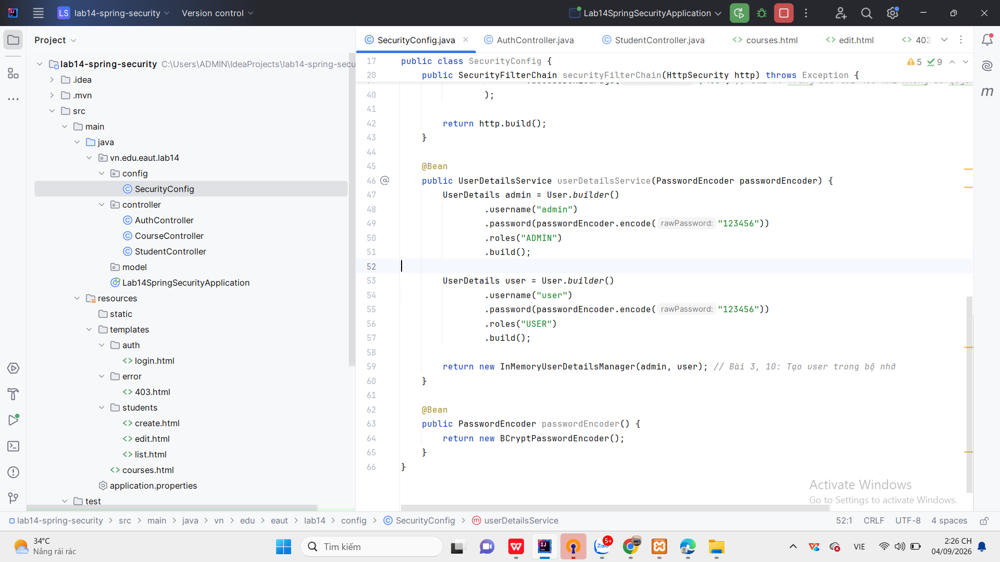 LS lab14-spring-security Version control Lab14SpringSecurityApplication
Project
SecurityConfig.java AuthController.java StudentController.java courses.html edit.html 403
lab14-spring-security C:\Users\ADMIN\IdeaProjects\lab14-spring-secu
.idea
.mvn
src
main
java
vn.edu.eaut.lab14
config
SecurityConfig
controller
AuthController
CourseController
StudentController
model
Lab14SpringSecurityApplication
resources
static
templates
auth
login.html
error
403.html
students
create.html
edit.html
list.html
courses.html
application.properties
test
5 9
17 public class SecurityConfig {
20 public SecurityFilterChain securityFilterChain(HttpSecurity http) throws Exception {
40 );
41
42 return http.build();
43 }
44
45 @Bean
46 public UserDetailsService userDetailsService(PasswordEncoder passwordEncoder) {
47 UserDetails admin = User.builder()
48 .username("admin")
49 .password(passwordEncoder.encode( rawPassword: "123456"))
50 .roles("ADMIN")
51 .build();
52
53 UserDetails user = User.builder()
54 .username("user")
55 .password(passwordEncoder.encode( rawPassword: "123456"))
56 .roles("USER")
57 .build();
58
59 return new InMemoryUserDetailsManager(admin, user); // Bài 3, 10: Tạo user trong bộ nhớ
60 }
61
62 @Bean
63 public PasswordEncoder passwordEncoder() {
64 return new BCryptPasswordEncoder();
65 }
66 }
Activate Windows
Go to Settings to activate Windows.
lab14-spring-security > src > main > java > vn > edu > eaut > lab14 > config > SecurityConfig > userDetailsService 52:1 CRLF UTF-8 4 spaces
34°C
Nắng rải rác
Tìm kiếm
Zalo 5+
VIE
2:26 CH
04/09/2026